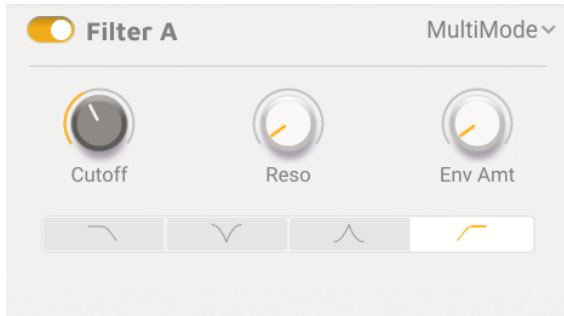 Filter A
MultiMode
Cutoff
Reso
Env Amt